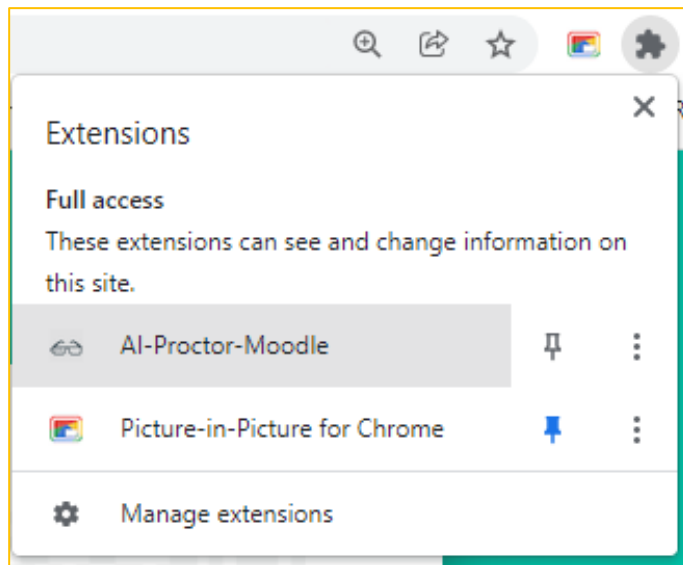 Extensions
Full access
These extensions can see and change information on
this site.
AI-Proctor-Moodle
Picture-in-Picture for Chrome
Manage extensions